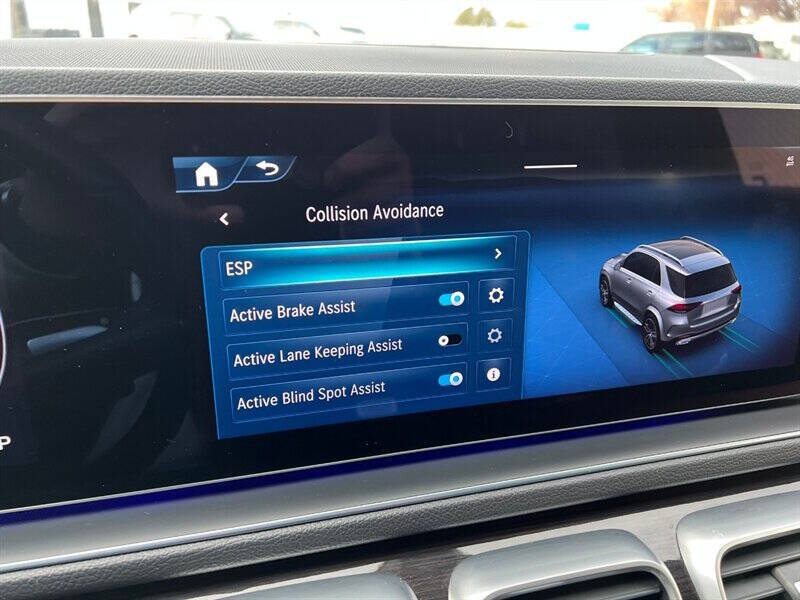 Collision Avoidance
ESP
Active Brake Assist
Active Lane Keeping Assist
Active Blind Spot Assist
P